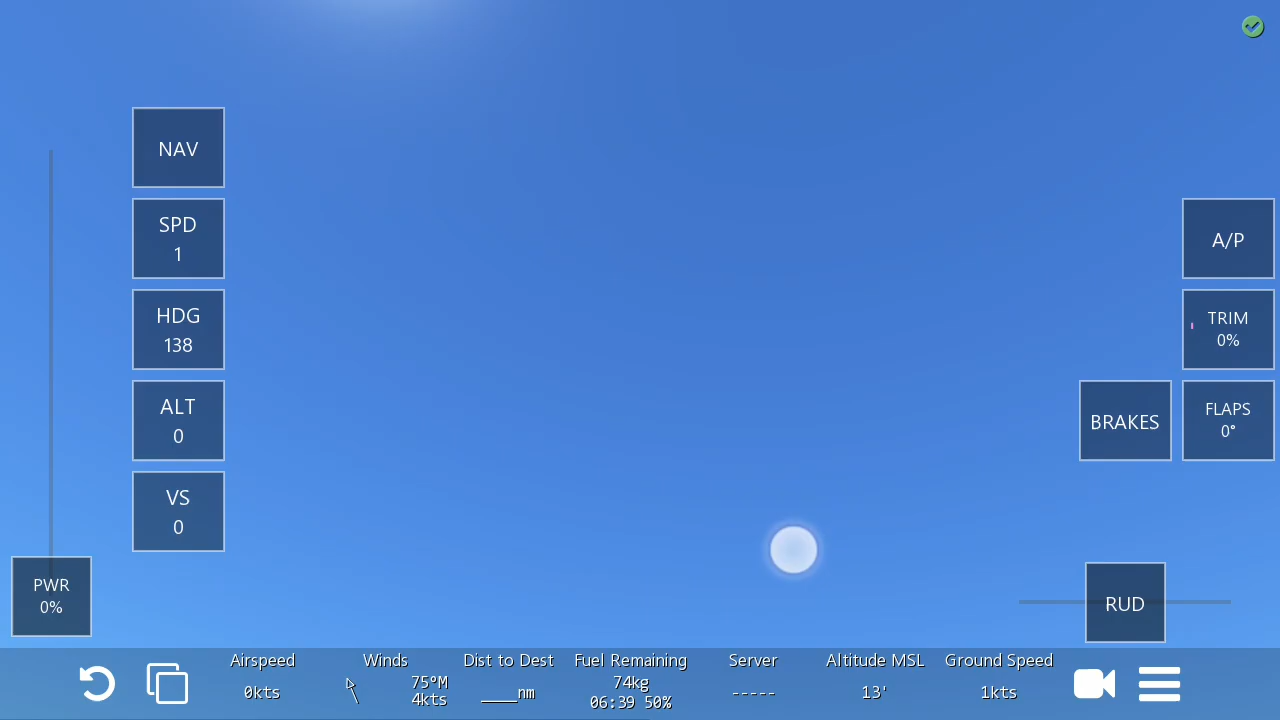 NAV
SPD
1
HDG
138
ALT
0
VS
0
PWR
0%
A/P
TRIM
0%
BRAKES
FLAPS
0°
RUD
Airspeed
0kts
Winds
75°M
4kts
Dist to Dest
____nm
Fuel Remaining
74kg
06:39 50%
Server
-----
Altitude MSL
13'
Ground Speed
1kts